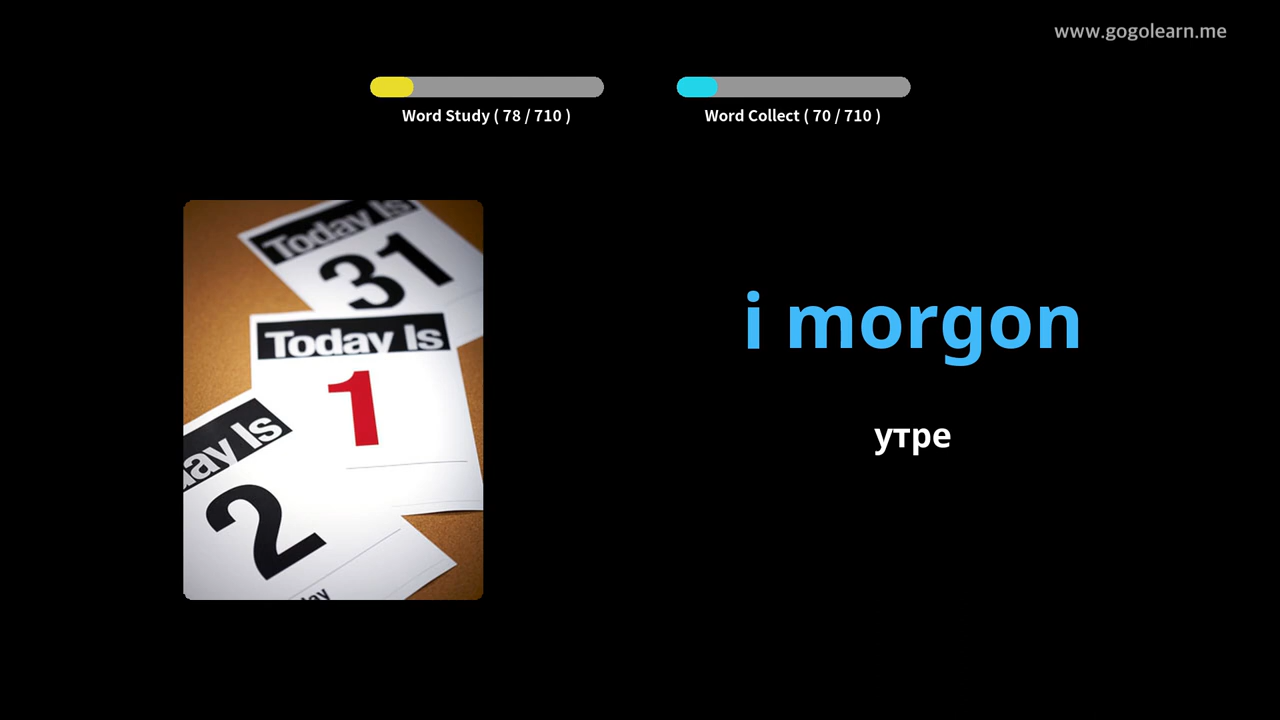 www.gogolearn.me
Word Study ( 78 / 710 )
Word Collect ( 70 / 710 )
Today Is
31
Today Is
1
ay Is
2
i morgon
утре